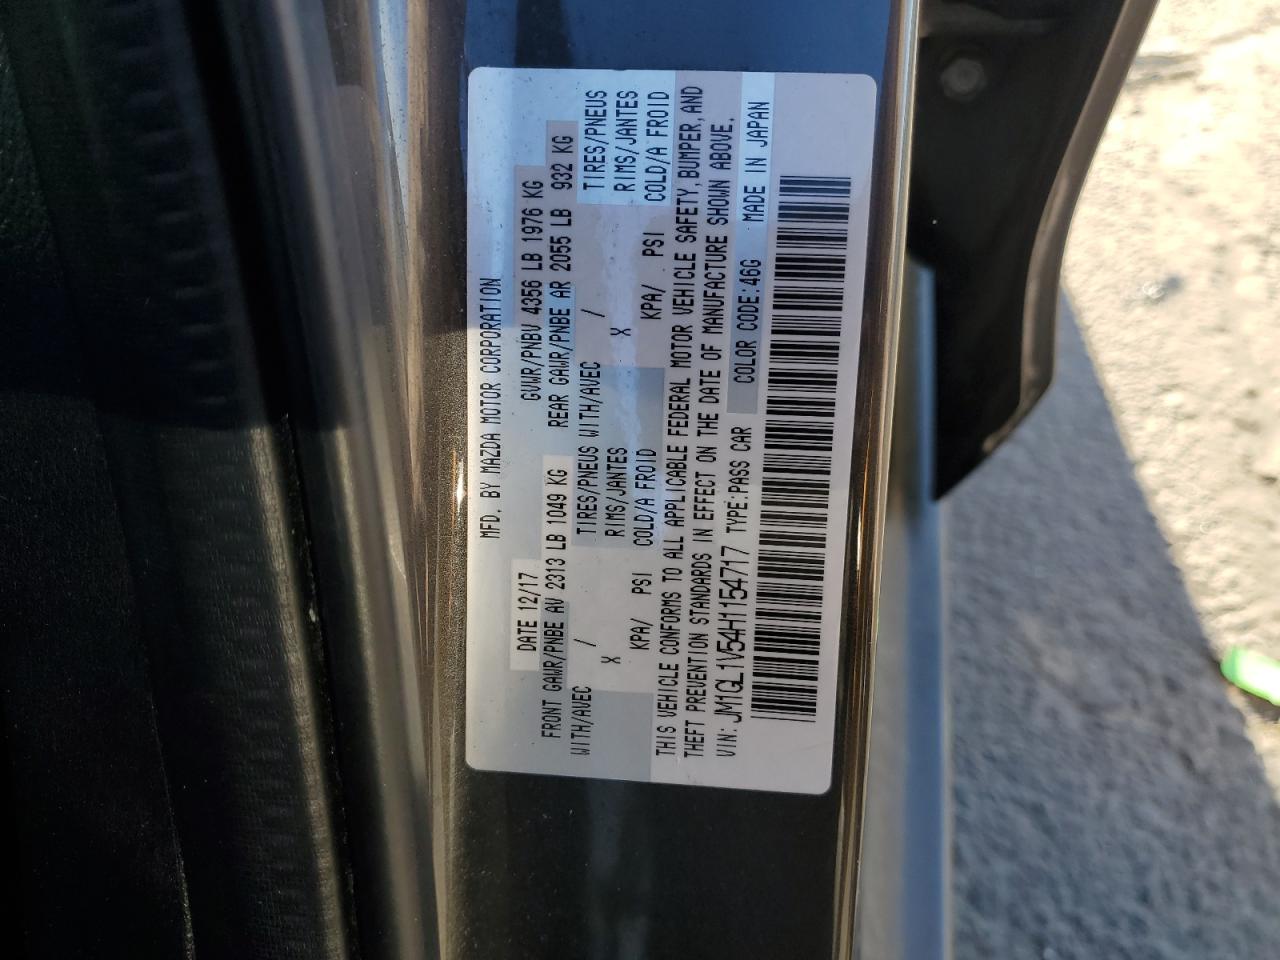 MFD. BY MAZDA MOTOR CORPORATION
DATE 12/17 GVWR/PNBV 4356 LB 1976 KG
FRONT GAWR/PNBE AV 2313 LB 1049 KG REAR GAWR/PNBE AR 2055 LB 932 KG
WITH/AVEC / TIRES/PNEUS WITH/AVEC / TIRES/PNEUS
X RIMS/JANTES X RIMS/JANTES
KPA/ PSI COLD/A FROID KPA/ PSI COLD/A FROID
THIS VEHICLE CONFORMS TO ALL APPLICABLE FEDERAL MOTOR VEHICLE SAFETY, BUMPER, AND
THEFT PREVENTION STANDARDS IN EFFECT ON THE DATE OF MANUFACTURE SHOWN ABOVE.
VIN: JM1GL1V54H1154717 TYPE:PASS CAR COLOR CODE:46G MADE IN JAPAN